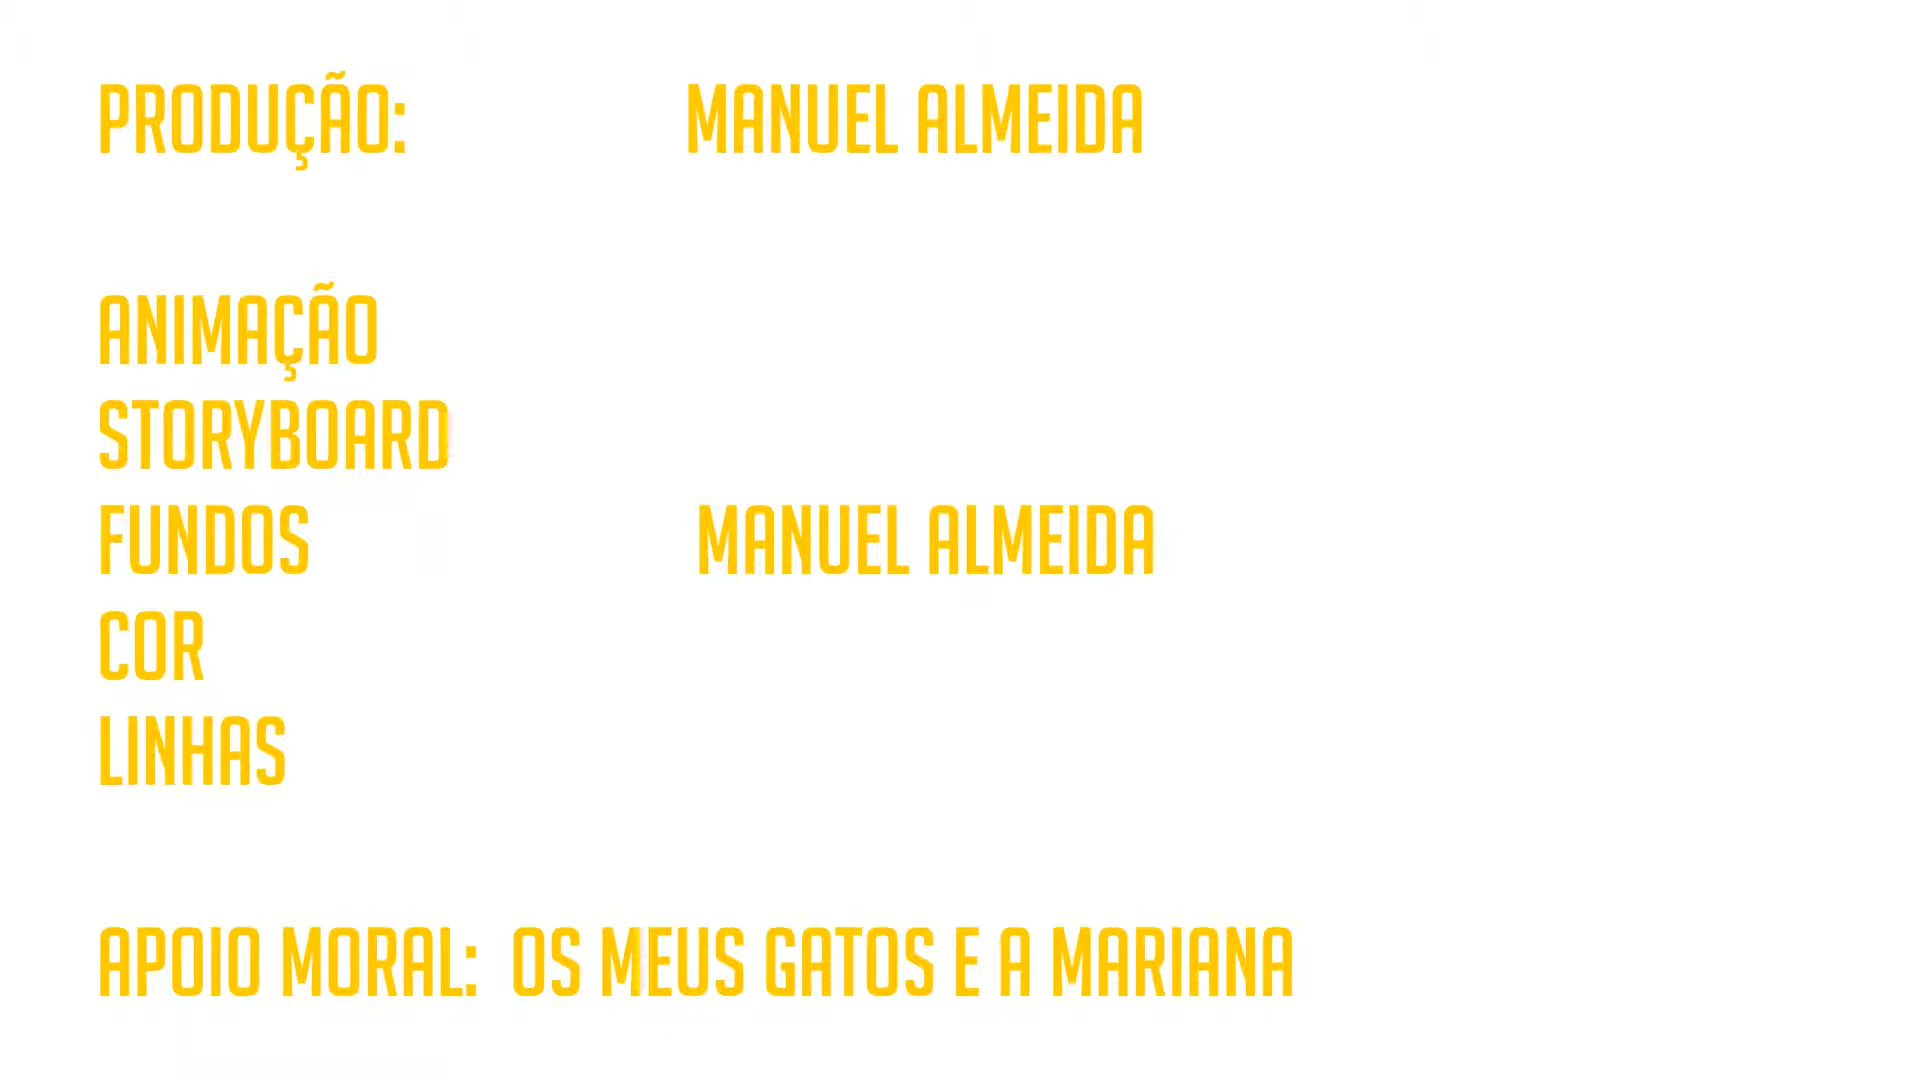 PRODUÇÃO: MANUEL ALMEIDA
ANIMAÇÃO
STORYBOARD
FUNDOS MANUEL ALMEIDA
COR
LINHAS
APOIO MORAL: OS MEUS GATOS E A MARIANA